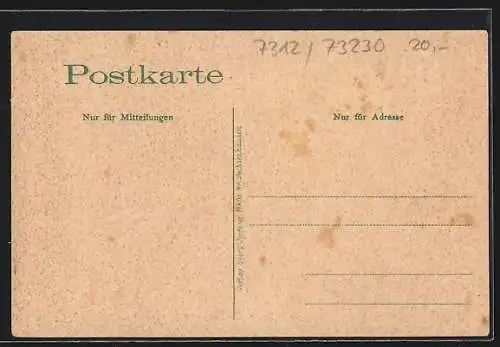 7312 / 73230 20,-
Postkarte
Nur für Mitteilungen
Nur für Adresse